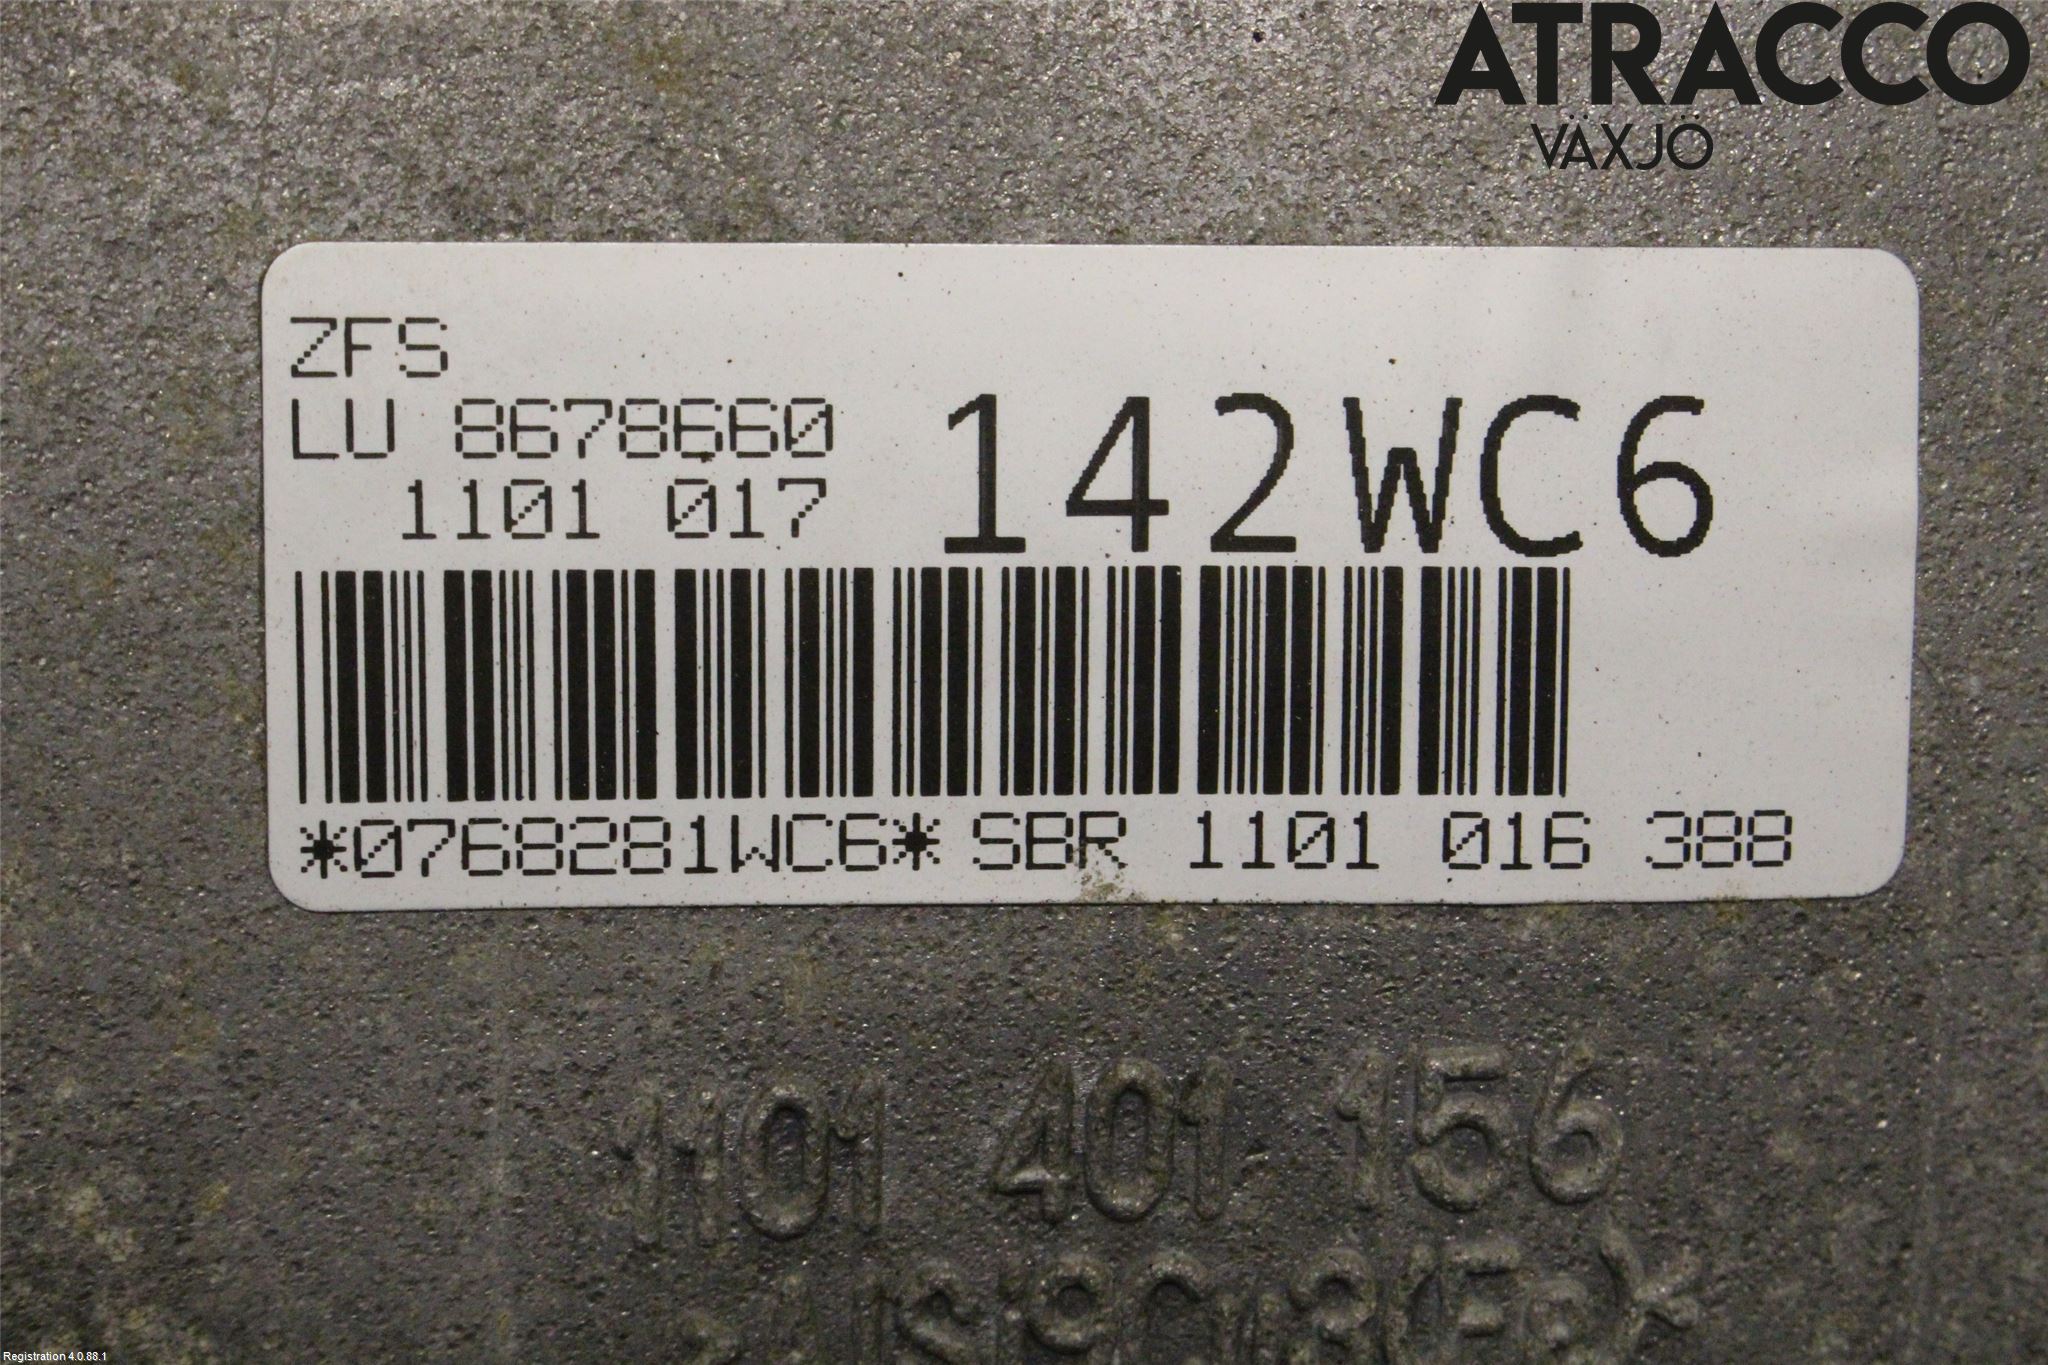 ATRACCO
VÄXJÖ
ZFS
LU 8678660
1101 017
142WC6
*0768281WC6* SBR 1101 016 388
1101 401 156
Registration 4.0.88.1